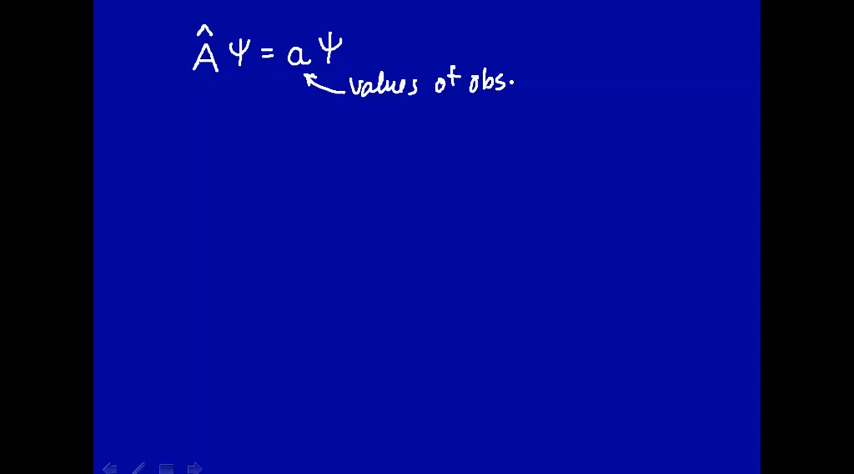 Â Ψ = a Ψ
values of obs.